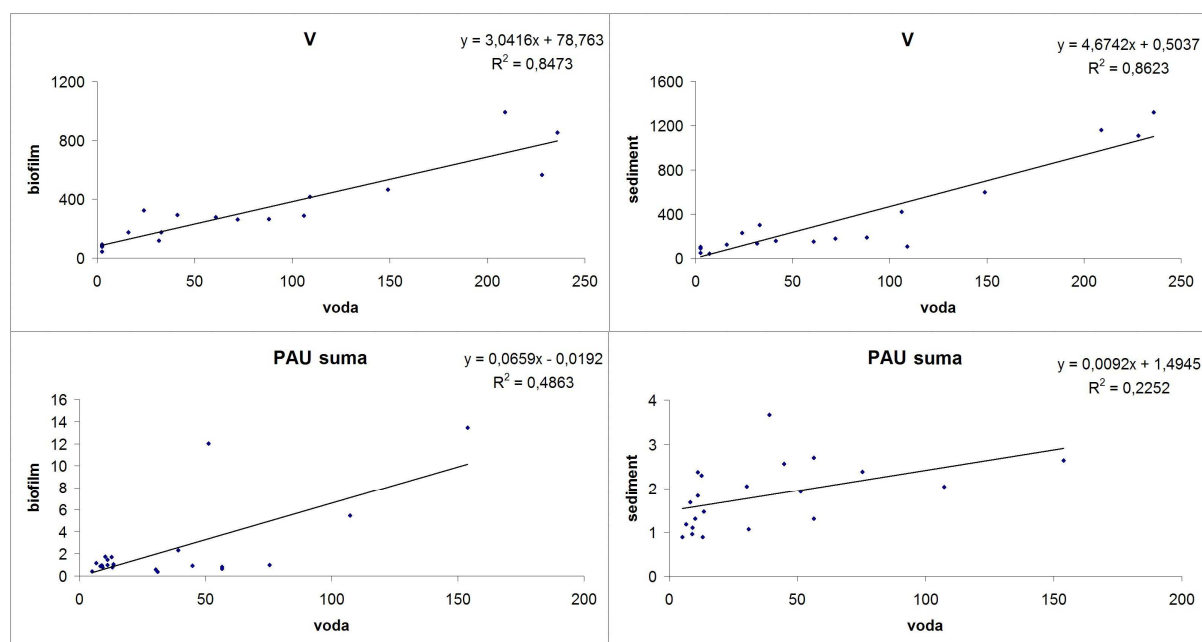 V
y = 3,0416x + 78,763
R² = 0,8473
1200
800
400
0
biofilm
0 50 100 150 200 250
voda
V
y = 4,6742x + 0,5037
R² = 0,8623
1600
1200
800
400
0
sediment
0 50 100 150 200 250
voda
PAU suma
y = 0,0659x - 0,0192
R² = 0,4863
16
14
12
10
8
6
4
2
0
biofilm
0 50 100 150 200
voda
PAU suma
y = 0,0092x + 1,4945
R² = 0,2252
4
3
2
1
0
sediment
0 50 100 150 200
voda